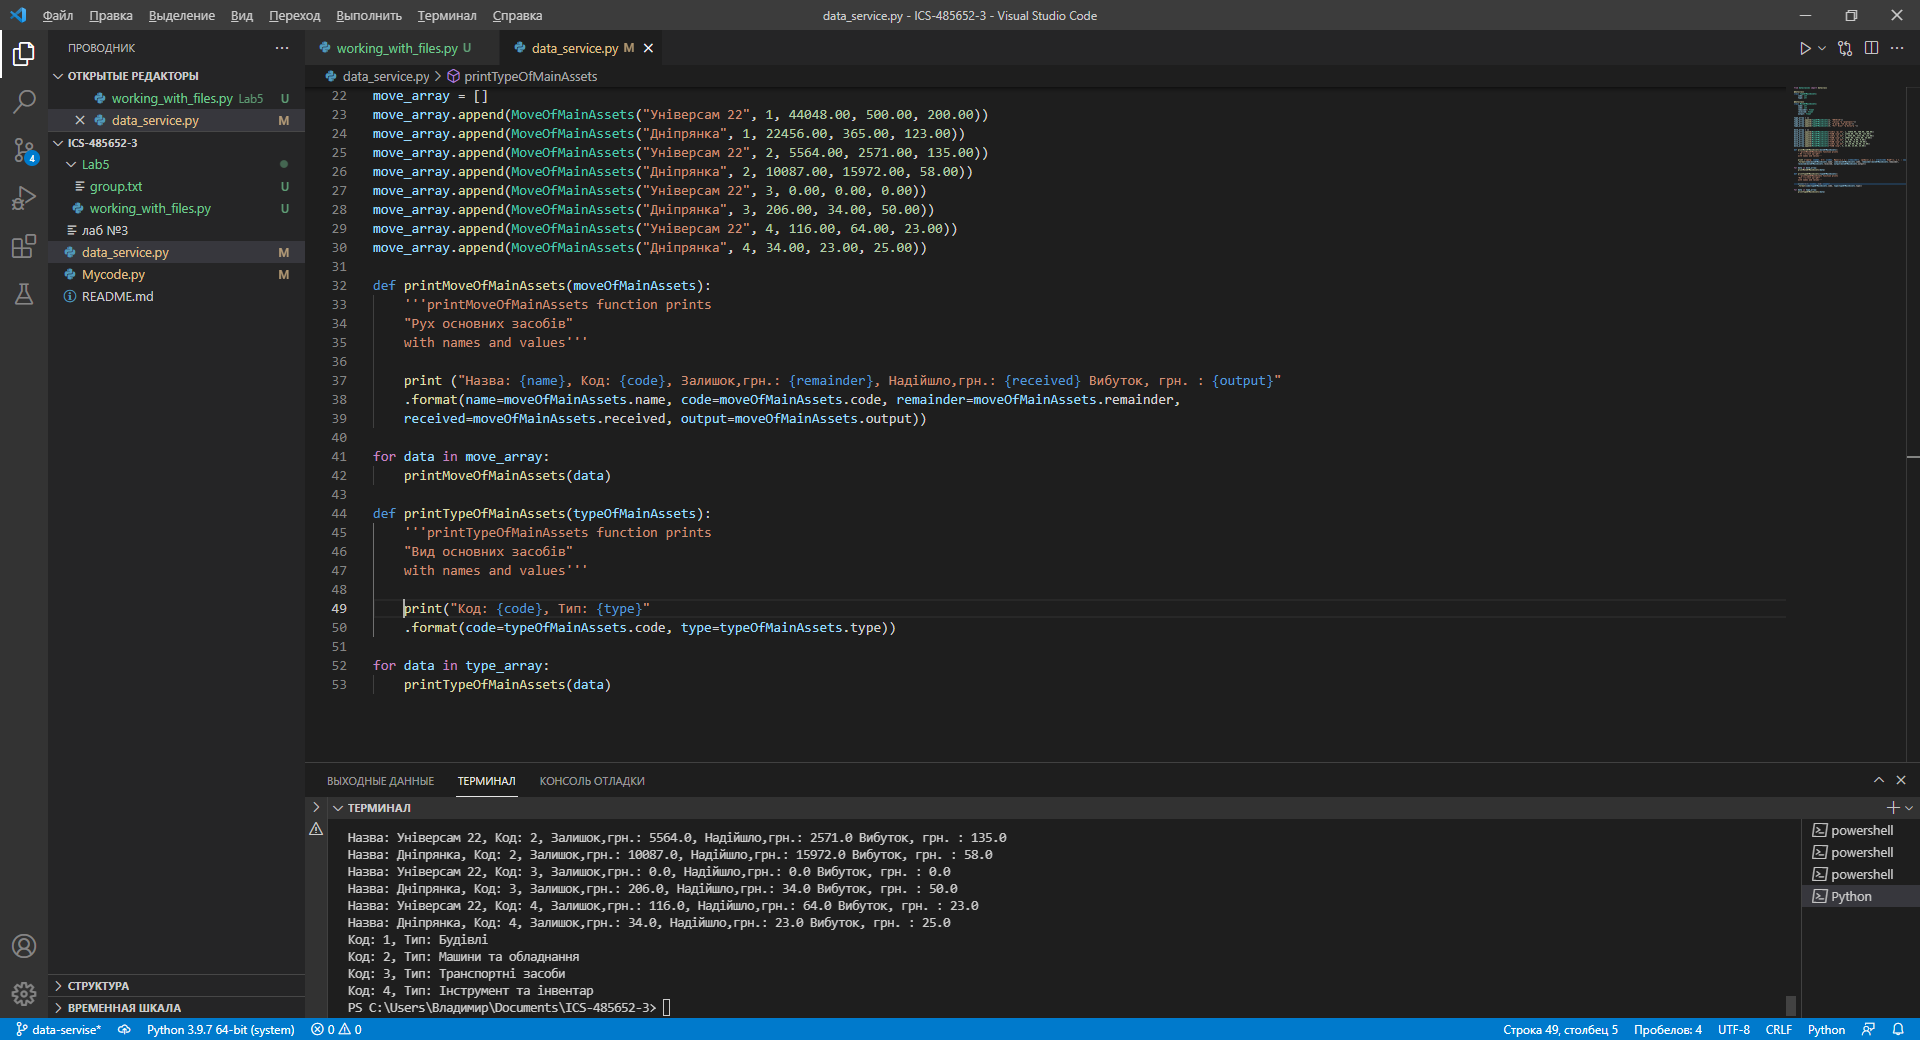 Файл Правка Выделение Вид Переход Выполнить Терминал Справка
data_service.py - ICS-485652-3 - Visual Studio Code
ПРОВОДНИК
ОТКРЫТЫЕ РЕДАКТОРЫ
working_with_files.py Lab5 U
data_service.py M
ICS-485652-3
Lab5
group.txt U
working_with_files.py U
лаб №3
data_service.py M
Mycode.py M
README.md
4
СТРУКТУРА
ВРЕМЕННАЯ ШКАЛА
working_with_files.py U
data_service.py M
data_service.py > printTypeOfMainAssets
22 move_array = []
23 move_array.append(MoveOfMainAssets("Універсам 22", 1, 44048.00, 500.00, 200.00))
24 move_array.append(MoveOfMainAssets("Дніпрянка", 1, 22456.00, 365.00, 123.00))
25 move_array.append(MoveOfMainAssets("Універсам 22", 2, 5564.00, 2571.00, 135.00))
26 move_array.append(MoveOfMainAssets("Дніпрянка", 2, 10087.00, 15972.00, 58.00))
27 move_array.append(MoveOfMainAssets("Універсам 22", 3, 0.00, 0.00, 0.00))
28 move_array.append(MoveOfMainAssets("Дніпрянка", 3, 206.00, 34.00, 50.00))
29 move_array.append(MoveOfMainAssets("Універсам 22", 4, 116.00, 64.00, 23.00))
30 move_array.append(MoveOfMainAssets("Дніпрянка", 4, 34.00, 23.00, 25.00))
31
32 def printMoveOfMainAssets(moveOfMainAssets):
33 '''printMoveOfMainAssets function prints
34 "Рух основних засобів"
35 with names and values'''
36
37 print ("Назва: {name}, Код: {code}, Залишок,грн.: {remainder}, Надійшло,грн.: {received} Вибуток, грн. : {output}"
38 .format(name=moveOfMainAssets.name, code=moveOfMainAssets.code, remainder=moveOfMainAssets.remainder,
39 received=moveOfMainAssets.received, output=moveOfMainAssets.output))
40
41 for data in move_array:
42 printMoveOfMainAssets(data)
43
44 def printTypeOfMainAssets(typeOfMainAssets):
45 '''printTypeOfMainAssets function prints
46 "Вид основних засобів"
47 with names and values'''
48
49 print("Код: {code}, Тип: {type}"
50 .format(code=typeOfMainAssets.code, type=typeOfMainAssets.type))
51
52 for data in type_array:
53 printTypeOfMainAssets(data)
ВЫХОДНЫЕ ДАННЫЕ ТЕРМИНАЛ КОНСОЛЬ ОТЛАДКИ
ТЕРМИНАЛ
Назва: Універсам 22, Код: 2, Залишок,грн.: 5564.0, Надійшло,грн.: 2571.0 Вибуток, грн. : 135.0
Назва: Дніпрянка, Код: 2, Залишок,грн.: 10087.0, Надійшло,грн.: 15972.0 Вибуток, грн. : 58.0
Назва: Універсам 22, Код: 3, Залишок,грн.: 0.0, Надійшло,грн.: 0.0 Вибуток, грн. : 0.0
Назва: Дніпрянка, Код: 3, Залишок,грн.: 206.0, Надійшло,грн.: 34.0 Вибуток, грн. : 50.0
Назва: Універсам 22, Код: 4, Залишок,грн.: 116.0, Надійшло,грн.: 64.0 Вибуток, грн. : 23.0
Назва: Дніпрянка, Код: 4, Залишок,грн.: 34.0, Надійшло,грн.: 23.0 Вибуток, грн. : 25.0
Код: 1, Тип: Будівлі
Код: 2, Тип: Машини та обладнання
Код: 3, Тип: Транспортні засоби
Код: 4, Тип: Інструмент та інвентар
PS C:\Users\Владимир\Documents\ICS-485652-3>
powershell
powershell
powershell
Python
data-servise* Python 3.9.7 64-bit (system) 0 0 Строка 49, столбец 5 Пробелов: 4 UTF-8 CRLF Python